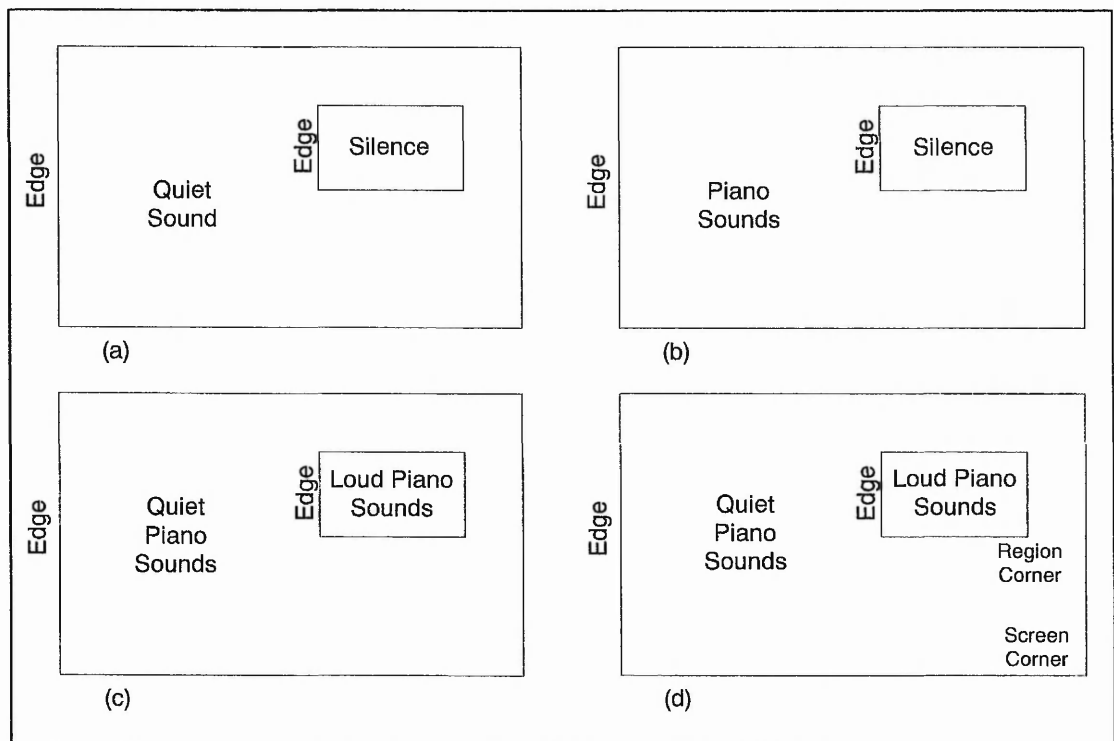 Edge
Quiet
Sound
Edge
Silence
(a)
Edge
Piano
Sounds
Edge
Silence
(b)
Edge
Quiet
Piano
Sounds
Edge
Loud Piano
Sounds
(c)
Edge
Quiet
Piano
Sounds
Edge
Loud Piano
Sounds
Region
Corner
Screen
Corner
(d)